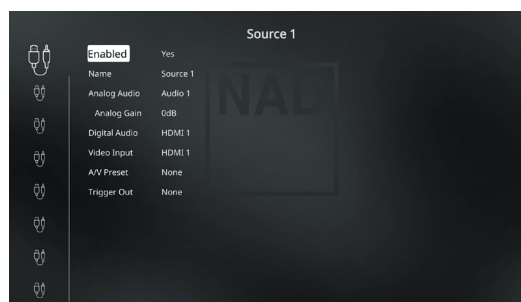 Source 1
Enabled Yes
Name Source 1
Analog Audio Audio 1
Analog Gain 0dB
Digital Audio HDMI 1
Video Input HDMI 1
A/V Preset None
Trigger Out None
NAD